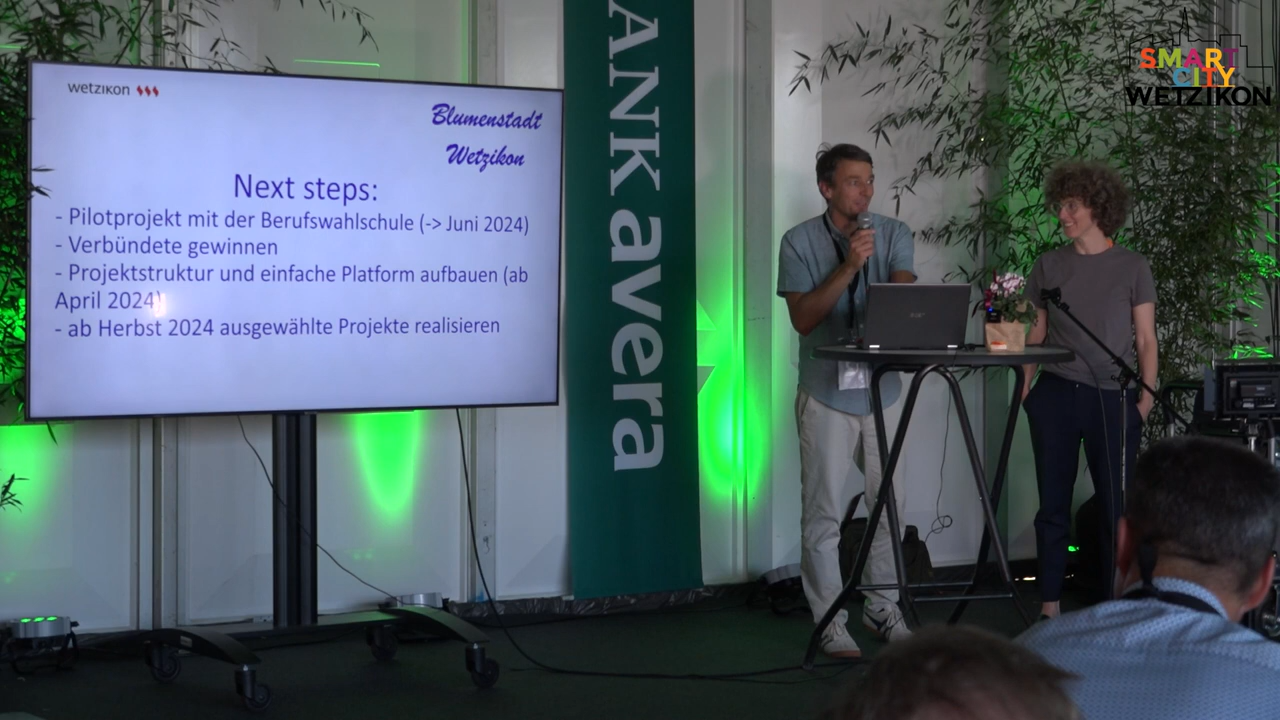 wetzikon
Blumenstadt
Wetzikon
Next steps:
- Pilotprojekt mit der Berufswahlschule (-> Juni 2024)
- Verbündete gewinnen
- Projektstruktur und einfache Platform aufbauen (ab
April 2024)
- ab Herbst 2024 ausgewählte Projekte realisieren
ANK avera
acer
SMART
CITY
WETZIKON